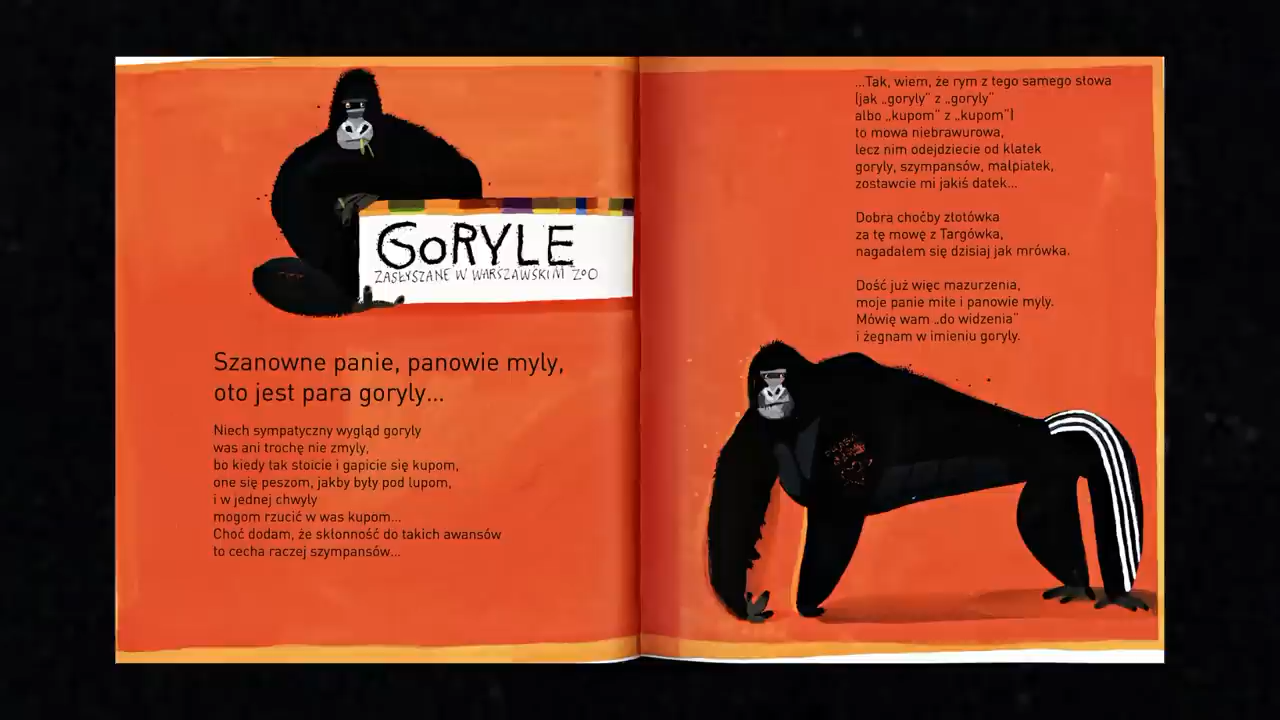 GoRYLE
ZASŁYSZANE W WARSZAWSKIM ZOO
Szanowne panie, panowie myly,
oto jest para goryly...
Niech sympatyczny wygląd goryly
was ani trochę nie zmyly,
bo kiedy tak stoicie i gapicie się kupom,
one się peszom, jakby były pod lupom,
i w jednej chwyly
mogom rzucić w was kupom...
Choć dodam, że skłonność do takich awansów
to cecha raczej szympansów...
...Tak, wiem, że rym z tego samego słowa
(jak „goryly” z „goryly”
albo „kupom” z „kupom”)
to mowa niebrawurowa,
lecz nim odejdziecie od klatek
goryly, szympansów, małpiatek,
zostawcie mi jakiś datek...
Dobra choćby złotówka
za tę mowę z Targówka,
nagadałem się dzisiaj jak mrówka.
Dość już więc mazurzenia,
moje panie miłe i panowie myly.
Mówię wam „do widzenia”
i żegnam w imieniu goryly.